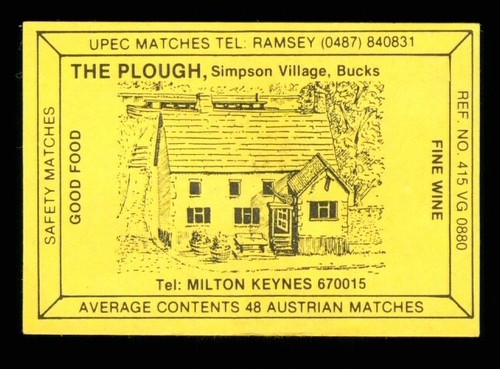 UPEC MATCHES TEL: RAMSEY (0487) 840831
THE PLOUGH, Simpson Village, Bucks
SAFETY MATCHES
GOOD FOOD
FINE WINE
REF. NO. 415 VG 0880
Tel: MILTON KEYNES 670015
AVERAGE CONTENTS 48 AUSTRIAN MATCHES